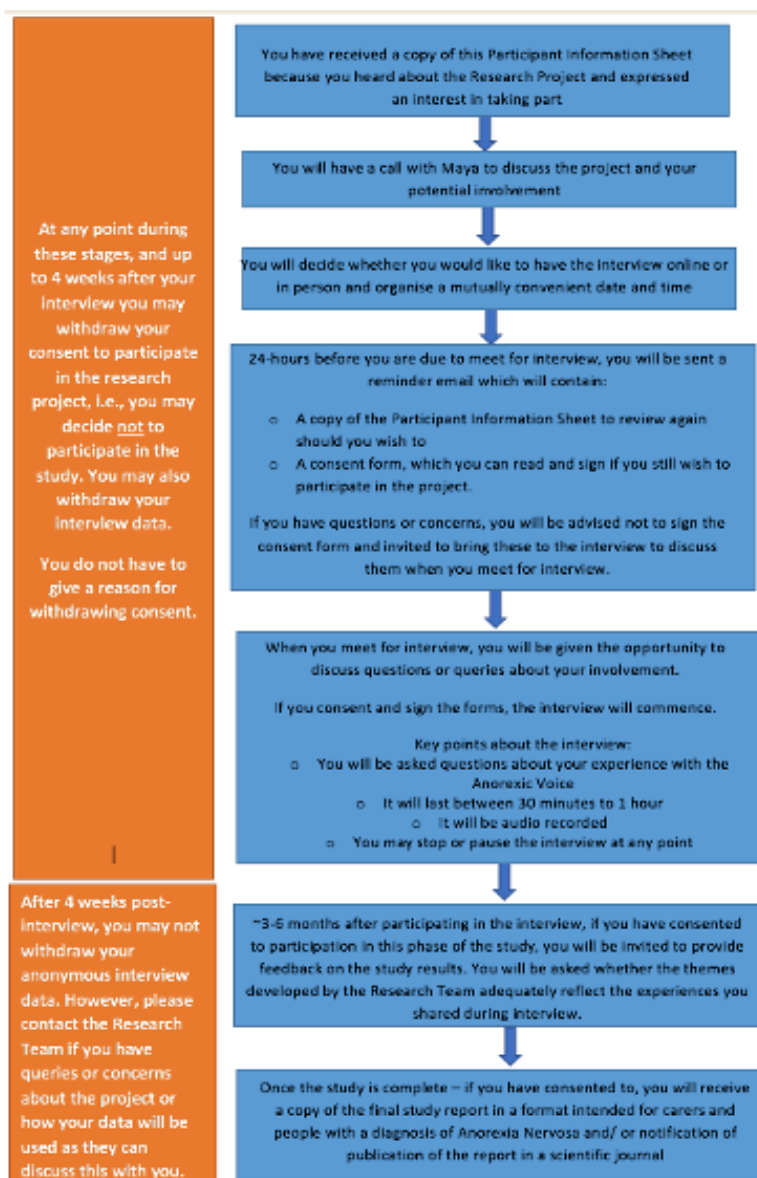 At any point during
these stages, and up
to 4 weeks after your
interview you may
withdraw your
consent to participate
in the research
project, i.e., you may
decide not to
participate in the
study. You may also
withdraw your
interview data.
You do not have to
give a reason for
withdrawing consent.
After 4 weeks post-
interview, you may not
withdraw your
anonymous interview
data. However, please
contact the Research
Team if you have
queries or concerns
about the project or
how your data will be
used as they can
discuss this with you.
You have received a copy of this Participant Information Sheet
because you heard about the Research Project and expressed
an interest in taking part
You will have a call with Maya to discuss the project and your
potential involvement
You will decide whether you would like to have the interview online or
in person and organise a mutually convenient date and time
24-hours before you are due to meet for interview, you will be sent a
reminder email which will contain:
o A copy of the Participant Information Sheet to review again
should you wish to
o A consent form, which you can read and sign if you still wish to
participate in the project.
If you have questions or concerns, you will be advised not to sign the
consent form and invited to bring these to the interview to discuss
them when you meet for interview.
When you meet for interview, you will be given the opportunity to
discuss questions or queries about your involvement.
If you consent and sign the forms, the interview will commence.
Key points about the interview:
o You will be asked questions about your experience with the
Anorexic Voice
o It will last between 30 minutes to 1 hour
o It will be audio recorded
o You may stop or pause the interview at any point
~3-6 months after participating in the interview, if you have consented
to participation in this phase of the study, you will be invited to provide
feedback on the study results. You will be asked whether the themes
developed by the Research Team adequately reflect the experiences you
shared during interview.
Once the study is complete – if you have consented to, you will receive
a copy of the final study report in a format intended for carers and
people with a diagnosis of Anorexia Nervosa and/ or notification of
publication of the report in a scientific journal